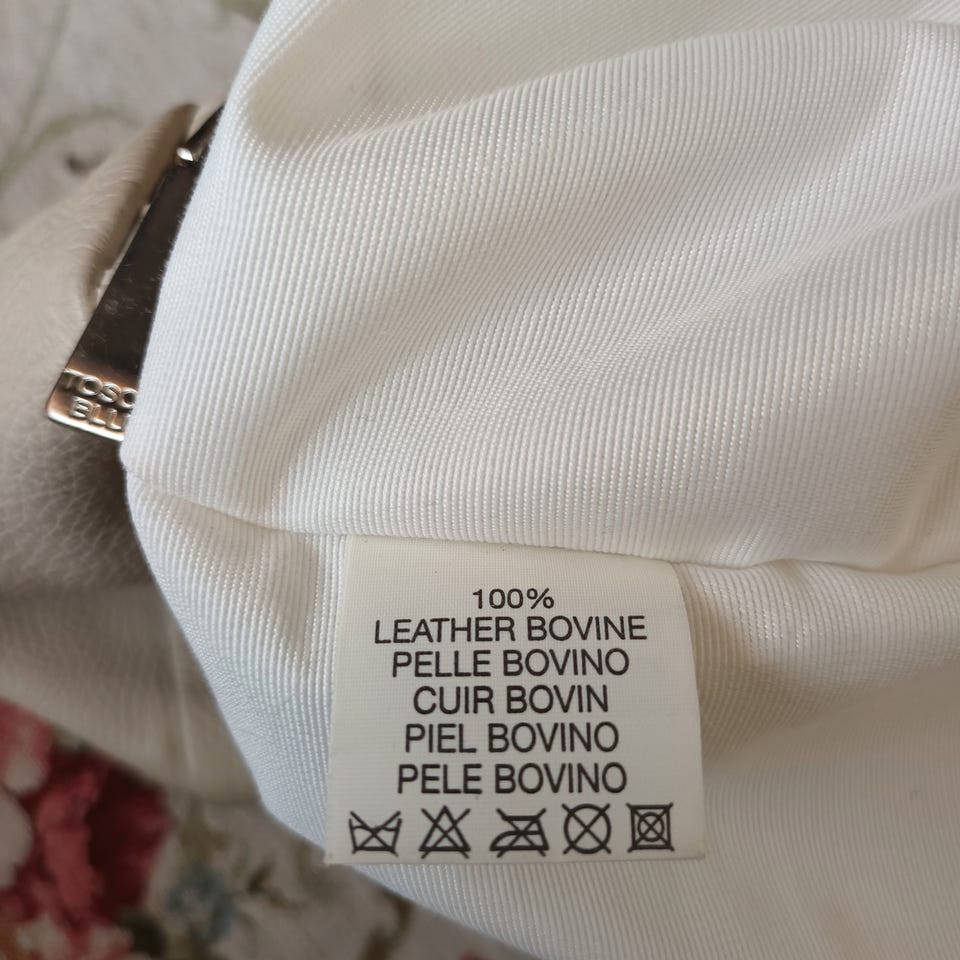 100%
LEATHER BOVINE
PELLE BOVINO
CUIR BOVIN
PIEL BOVINO
PELE BOVINO